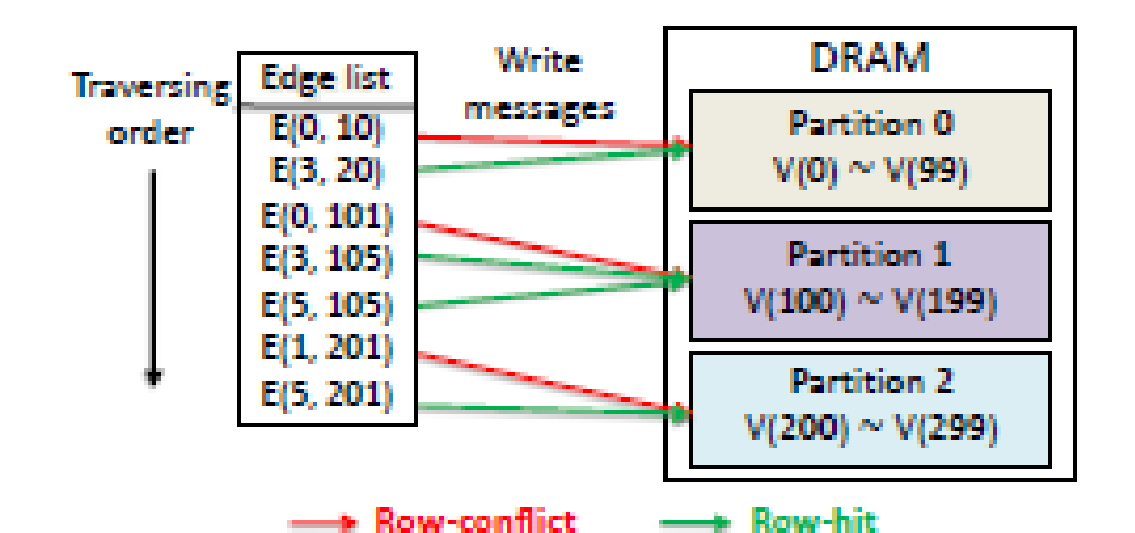 Traversing
order
Edge list
E(0, 10)
E(3, 20)
E(0, 101)
E(3, 105)
E(5, 105)
E(1, 201)
E(5, 201)
Write
messages
DRAM
Partition 0
V(0) ~ V(99)
Partition 1
V(100) ~ V(199)
Partition 2
V(200) ~ V(299)
Row-conflict
Row-hit